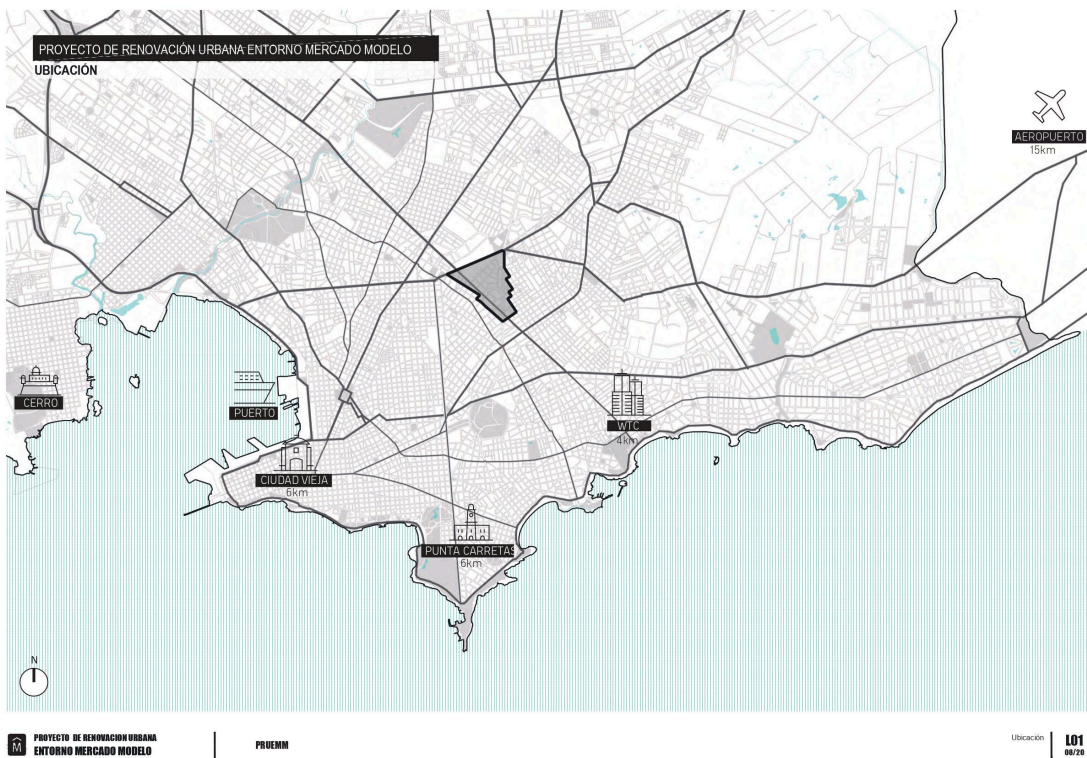 PROYECTO DE RENOVACIÓN URBANA ENTORNO MERCADO MODELO
UBICACIÓN
AEROPUERTO
15km
CERRO
PUERTO
WTC
4km
CIUDAD VIEJA
6km
PUNTA CARRETAS
6km
N
M
PROYECTO DE RENOVACION URBANA
ENTORNO MERCADO MODELO
PRUEMM
Ubicación
L01
08/20